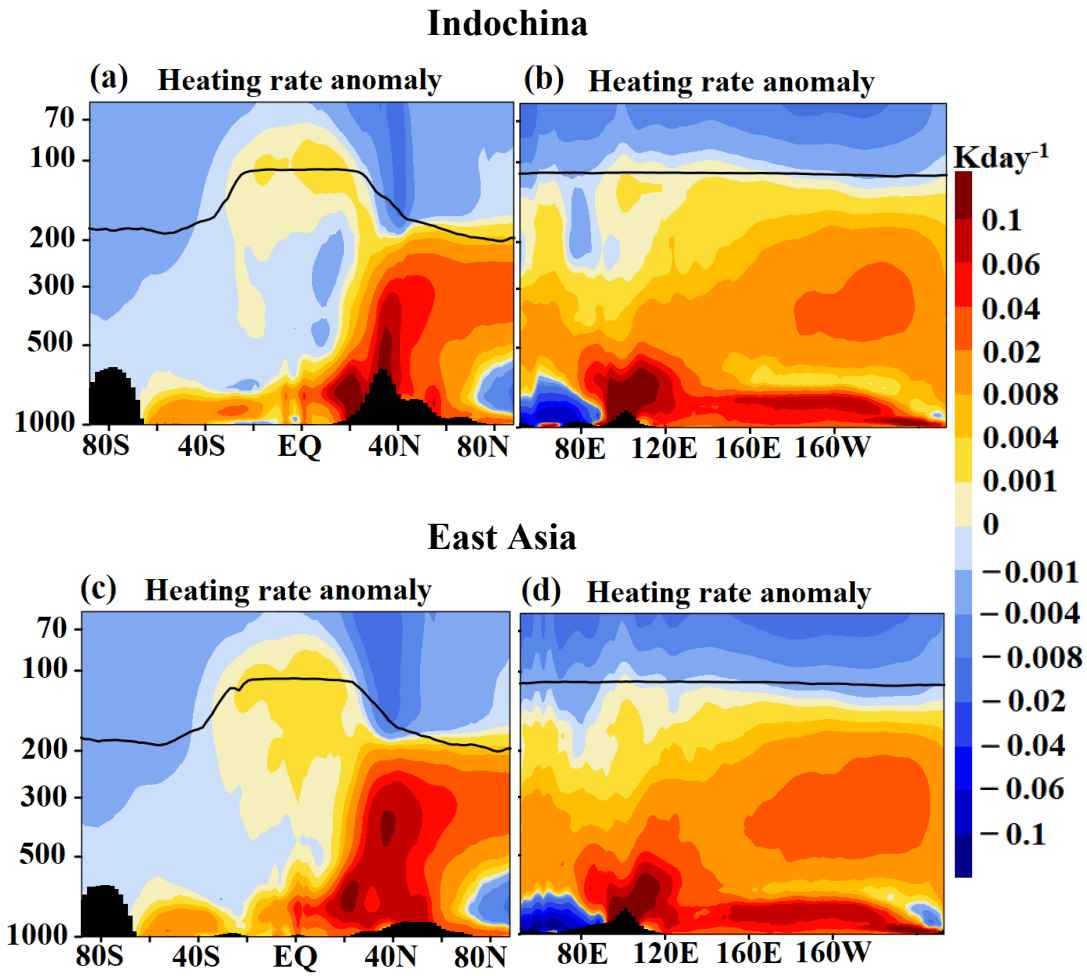 Indochina
(a) Heating rate anomaly
(b) Heating rate anomaly
70
100
200
300
500
1000
80S 40S EQ 40N 80N
80E 120E 160E 160W
Kday-1
0.1
0.06
0.04
0.02
0.008
0.004
0.001
0
−0.001
−0.004
−0.008
−0.02
−0.04
−0.06
−0.1
East Asia
(c) Heating rate anomaly
(d) Heating rate anomaly
70
100
200
300
500
1000
80S 40S EQ 40N 80N
80E 120E 160E 160W